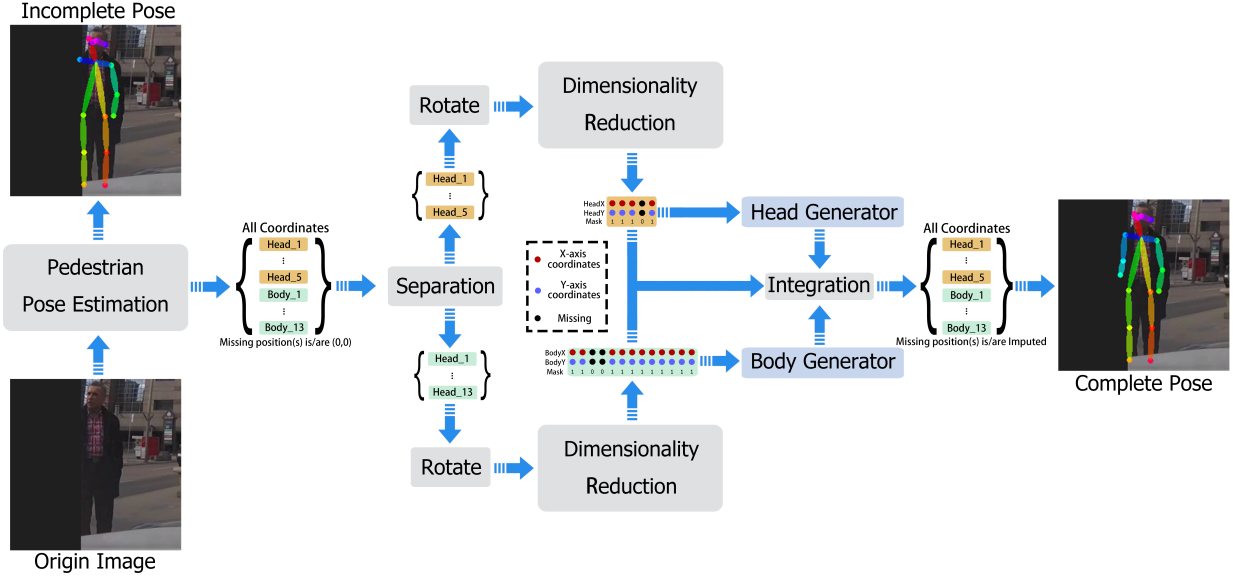 Incomplete Pose
Pedestrian
Pose Estimation
Origin Image
All Coordinates
Head_1
...
Head_5
Body_1
...
Body_13
Missing position(s) is/are (0,0)
Separation
Head_1
...
Head_5
Rotate
Dimensionality
Reduction
Head_1
...
Head_13
Rotate
Dimensionality
Reduction
HeadX
HeadY
Mask 1 1 1 0 1
X-axis
coordinates
Y-axis
coordinates
Missing
BodyX
BodyY
Mask 1 1 0 0 1 1 1 1 1 1 1 1 1
Head Generator
Integration
Body Generator
All Coordinates
Head_1
...
Head_5
Body_1
...
Body_13
Missing position(s) is/are Imputed
Complete Pose